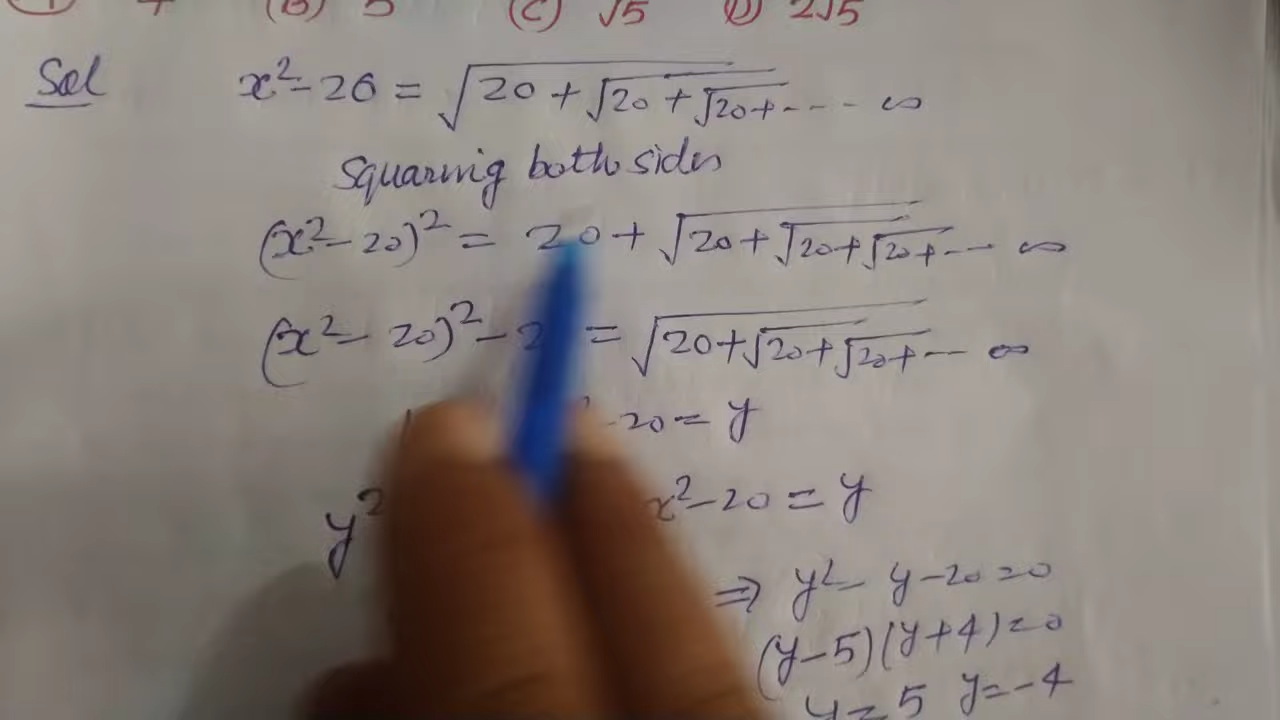 (B) 5 (C) √5 (D) 2√5
Sol x² - 20 = √(20 + √(20 + √(20 + ---- ∞
Squaring both sides
(x² - 20)² = 20 + √(20 + √(20 + √(20 + --- ∞
(x² - 20)² - 2 = √(20 + √(20 + √(20 + --- ∞
-20 = y
y² x² - 20 = y
⇒ y² - y - 20 = 0
(y - 5)(y + 4) = 0
y = 5 y = -4